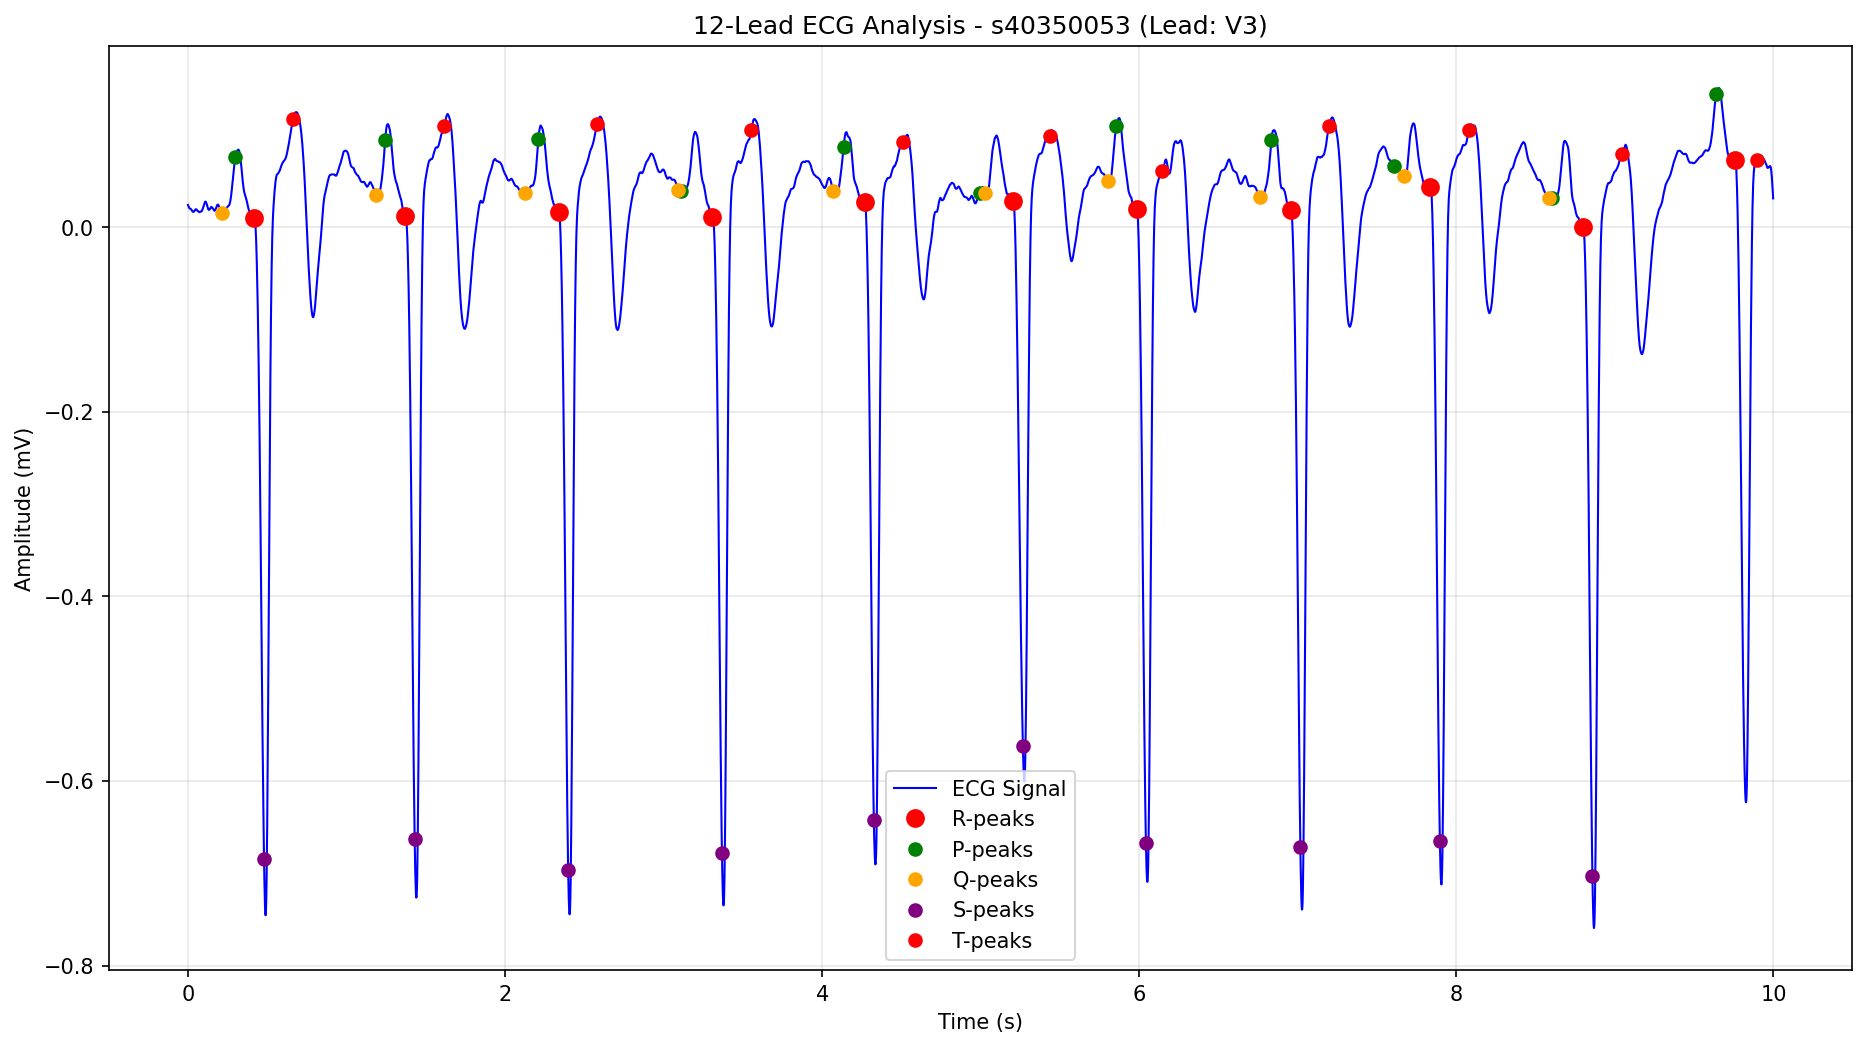 12-Lead ECG Analysis - s40350053 (Lead: V3)
Amplitude (mV)
0.0
−0.2
−0.4
−0.6
−0.8
ECG Signal
R-peaks
P-peaks
Q-peaks
S-peaks
T-peaks
0 2 4 6 8 10
Time (s)